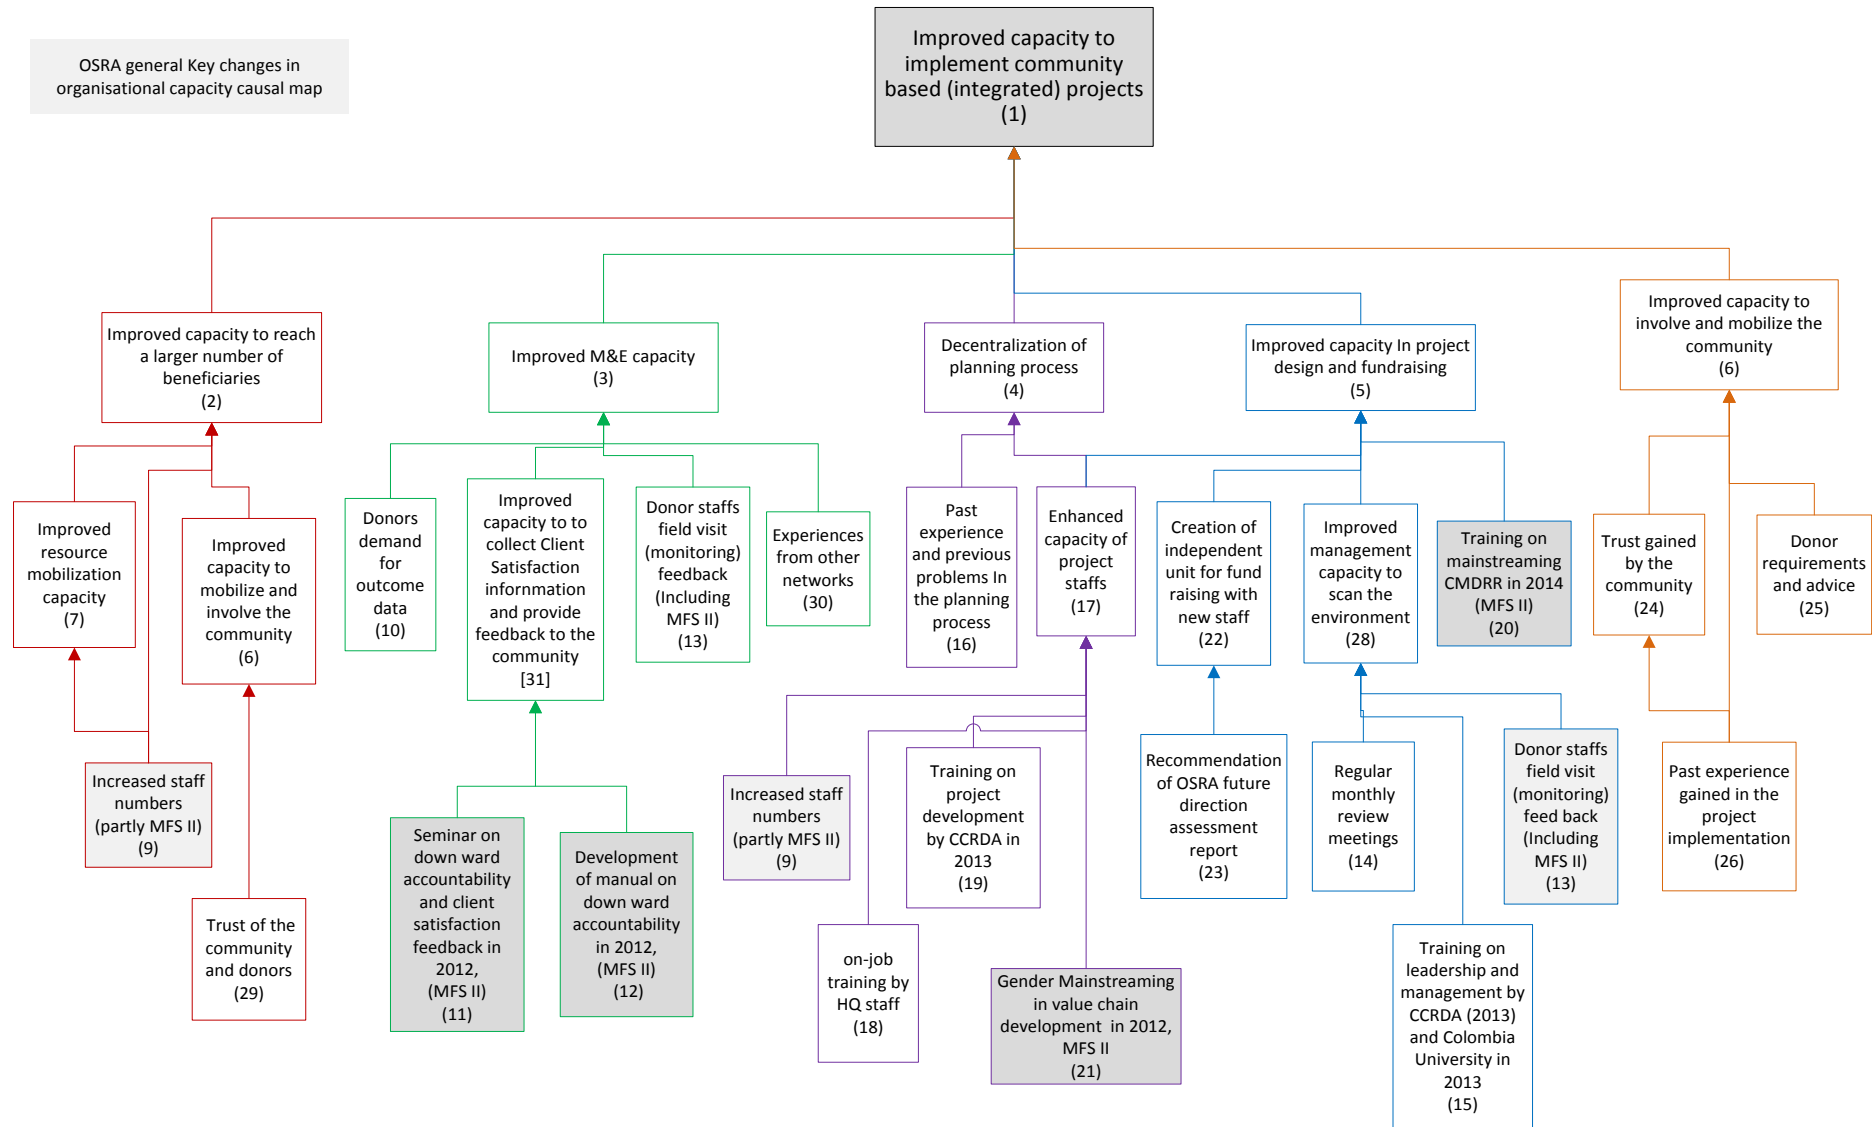 OSRA general Key changes in
organisational capacity causal map
Improved capacity to
implement community
based (integrated) projects
(1)
Improved capacity to reach
a larger number of
beneficiaries
(2)
Improved M&E capacity
(3)
Decentralization of
planning process
(4)
Improved capacity In project
design and fundraising
(5)
Improved capacity to
involve and mobilize the
community
(6)
Improved
resource
mobilization
capacity
(7)
Improved
capacity to
mobilize and
involve the
community
(6)
Donors
demand
for
outcome
data
(10)
Improved
capacity to to
collect Client
Satisfaction
infornmation
and provide
feedback to the
community
[31]
Donor staffs
field visit
(monitoring)
feedback
(Including
MFS II)
(13)
Experiences
from other
networks
(30)
Past
experience
and previous
problems In
the planning
process
(16)
Enhanced
capacity of
project
staffs
(17)
Creation of
independent
unit for fund
raising with
new staff
(22)
Improved
management
capacity to
scan the
environment
(28)
Training on
mainstreaming
CMDRR in 2014
(MFS II)
(20)
Trust gained
by the
community
(24)
Donor
requirements
and advice
(25)
Increased staff
numbers
(partly MFS II)
(9)
Trust of the
community
and donors
(29)
Seminar on
down ward
accountability
and client
satisfaction
feedback in
2012,
(MFS II)
(11)
Development
of manual on
down ward
accountability
in 2012,
(MFS II)
(12)
Increased staff
numbers
(partly MFS II)
(9)
on-job
training by
HQ staff
(18)
Training on
project
development
by CCRDA in
2013
(19)
Gender Mainstreaming
in value chain
development  in 2012,
MFS II
(21)
Recommendation
of OSRA future
direction
assessment
report
(23)
Regular
monthly
review
meetings
(14)
Training on
leadership and
management by
CCRDA (2013)
and Colombia
University in
2013
(15)
Donor staffs
field visit
(monitoring)
feed back
(Including
MFS II)
(13)
Past experience
gained in the
project
implementation
(26)